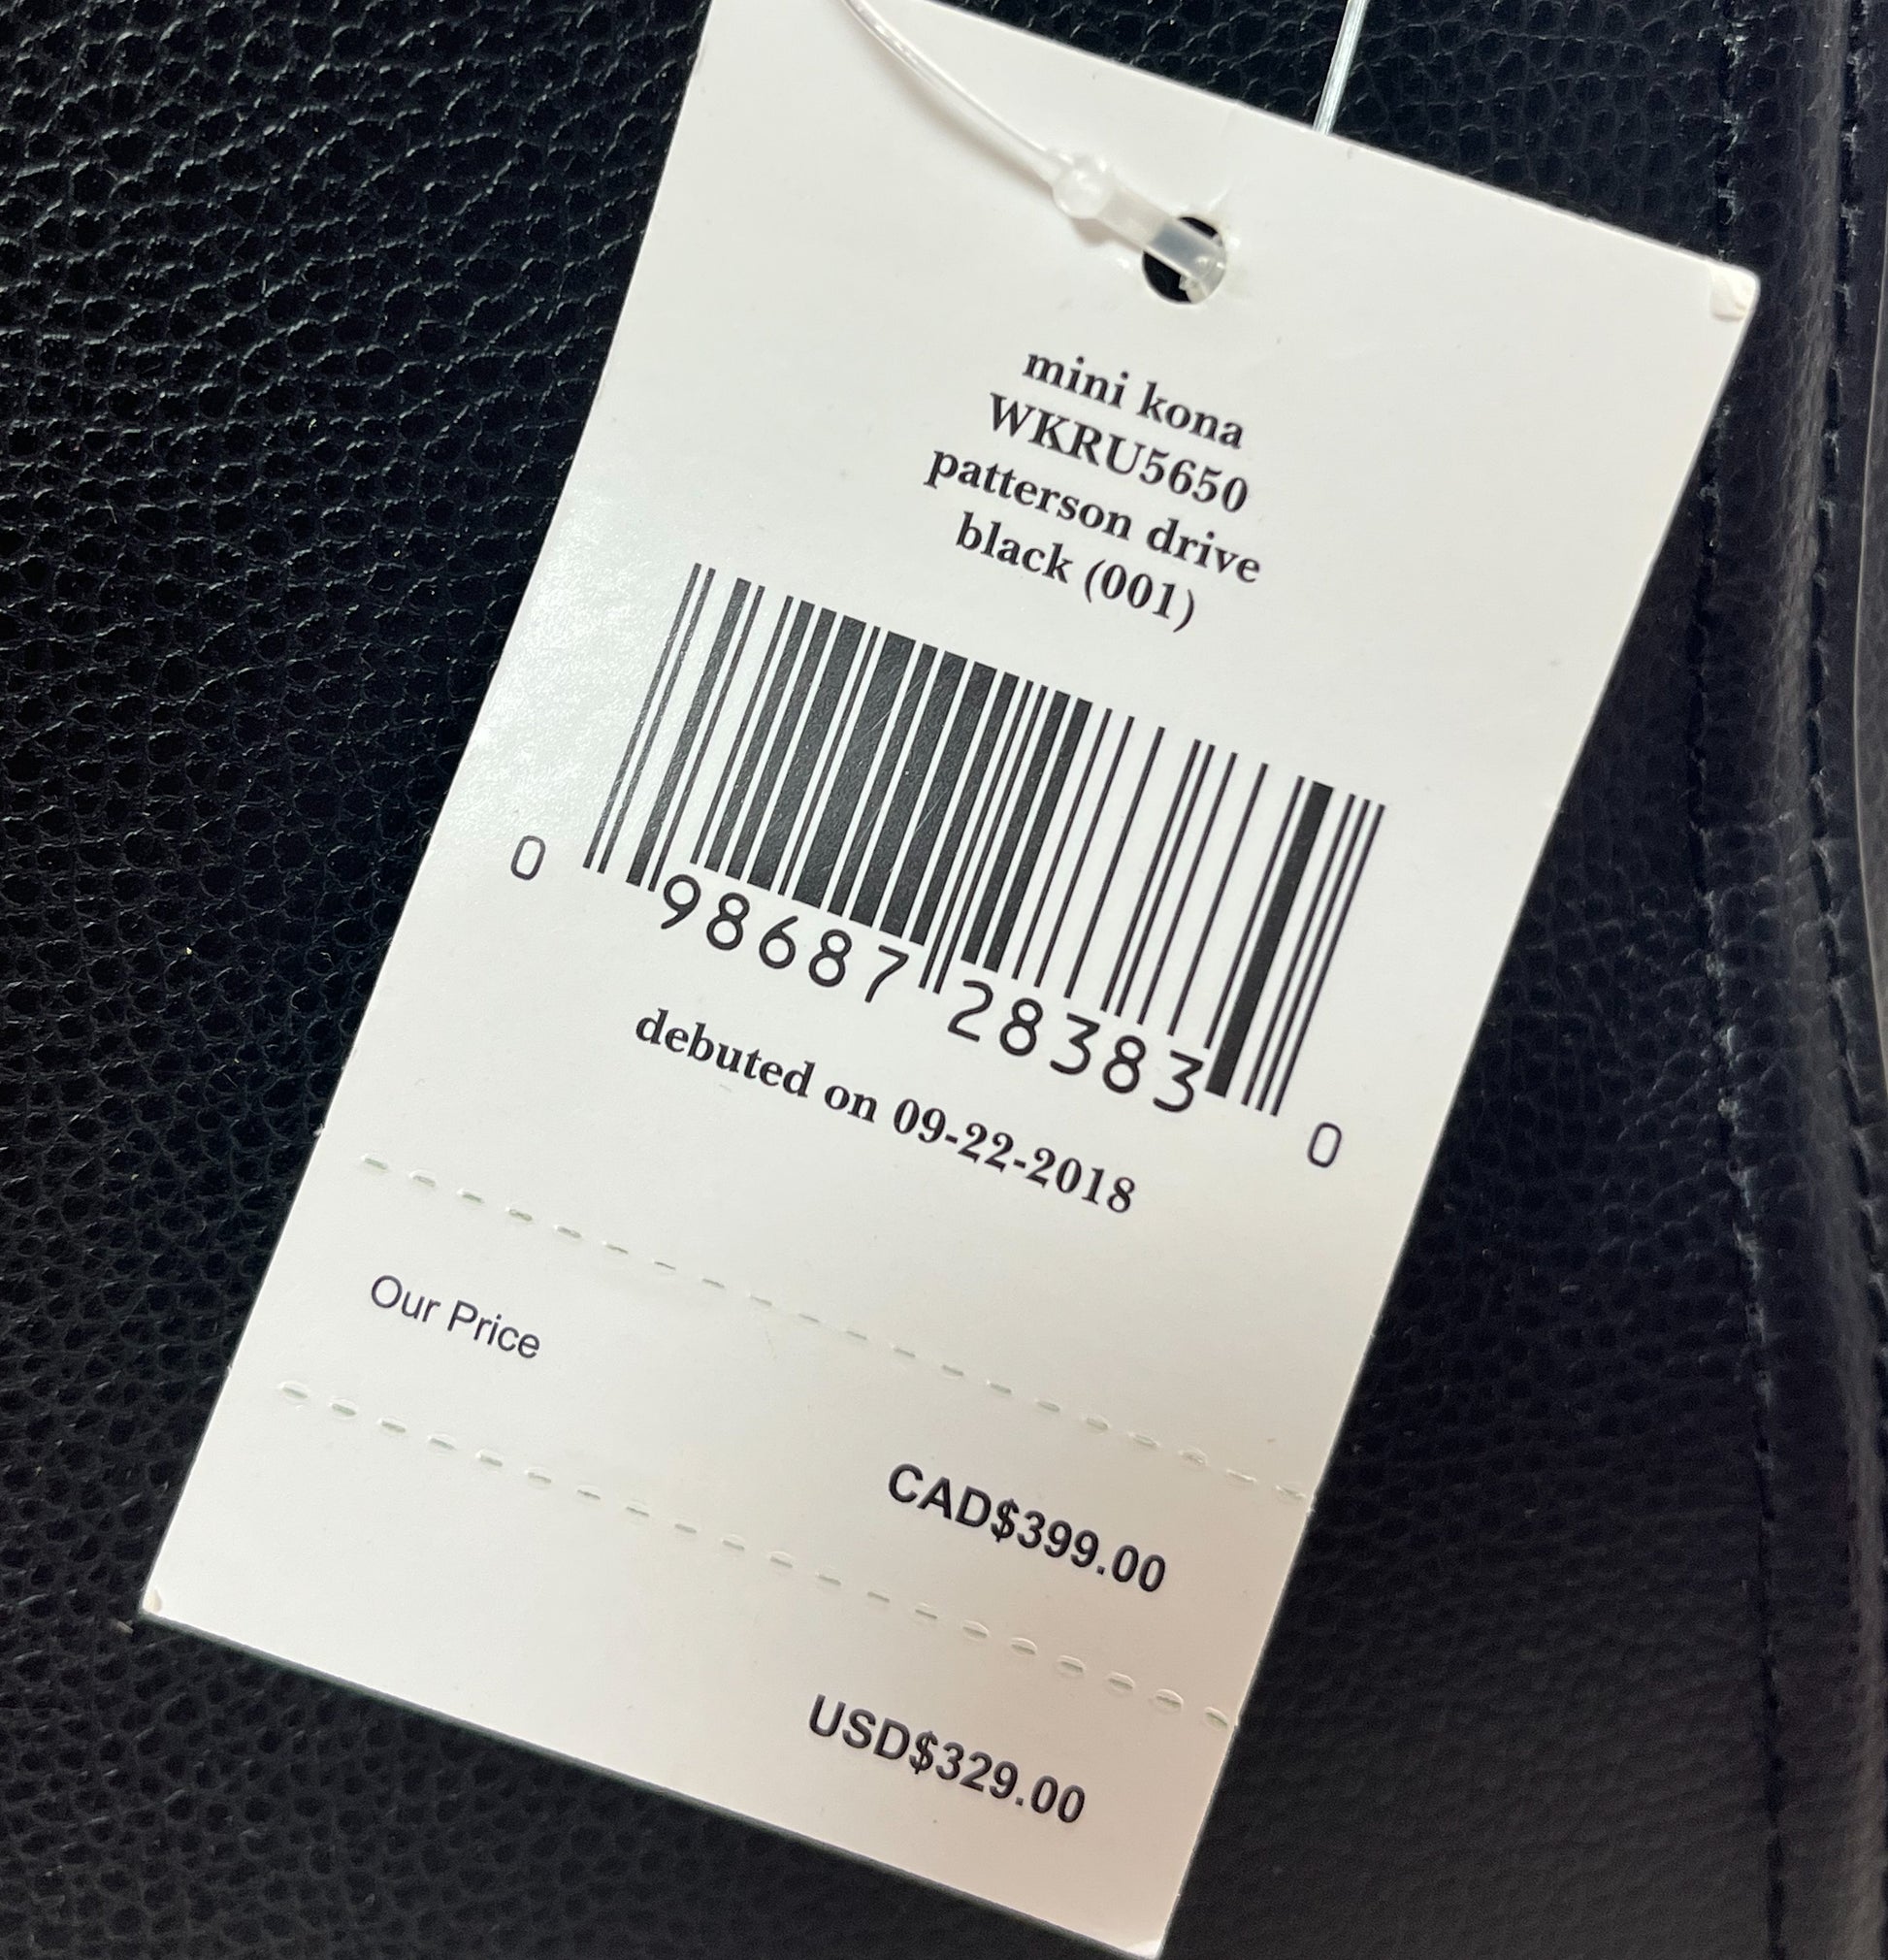 mini kona
WKRU5650
patterson drive
black (001)
0 98687 28383 0
debuted on 09-22-2018
Our Price
CAD$399.00
USD$329.00